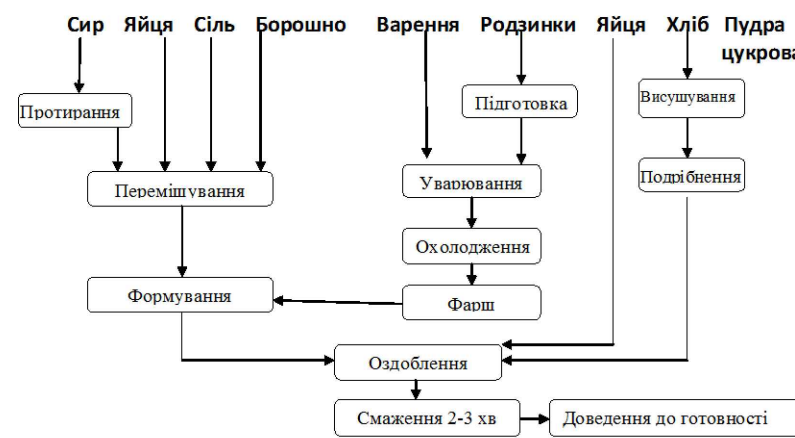 Сир Яйця Сіль Борошно Варення Родзинки Яйця Хліб Пудра
цукрова
Протирання
Підготовка
Висушування
Перемішування
Уварювання
Подрібнення
Охолодження
Формування
Фарш
Оздоблення
Смаження 2-3 хв
Доведення до готовності